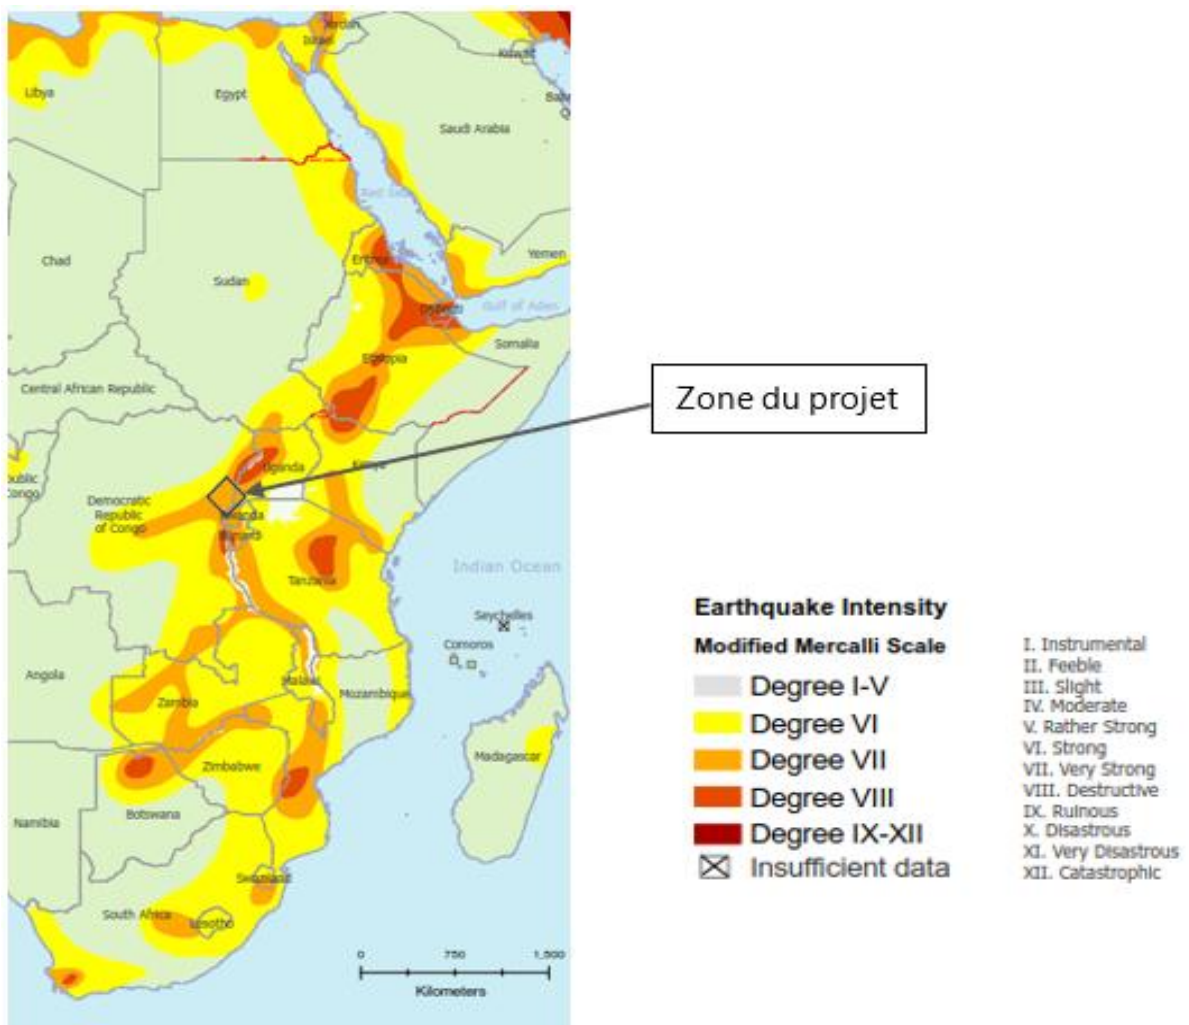 Jordan
Israel
Kuwait
Libya
Egypt
Saudi Arabia
Red Sea
Chad
Sudan
Eritrea
Yemen
Djibouti
Gulf of Aden
Somalia
Ethiopia
Central African Republic
Zone du projet
Uganda
Kenya
Democratic
Republic
of Congo
Rwanda
Burundi
Tanzania
Indian Ocean
Seychelles
Comoros
Angola
Malawi
Zambia
Mozambique
Zimbabwe
Madagascar
Botswana
Namibia
Swaziland
South Africa
Lesotho
0 750 1,500
Kilometers
Earthquake Intensity
Modified Mercalli Scale
Degree I-V
Degree VI
Degree VII
Degree VIII
Degree IX-XII
Insufficient data
I. Instrumental
II. Feeble
III. Slight
IV. Moderate
V. Rather Strong
VI. Strong
VII. Very Strong
VIII. Destructive
IX. Ruinous
X. Disastrous
XI. Very Disastrous
XII. Catastrophic